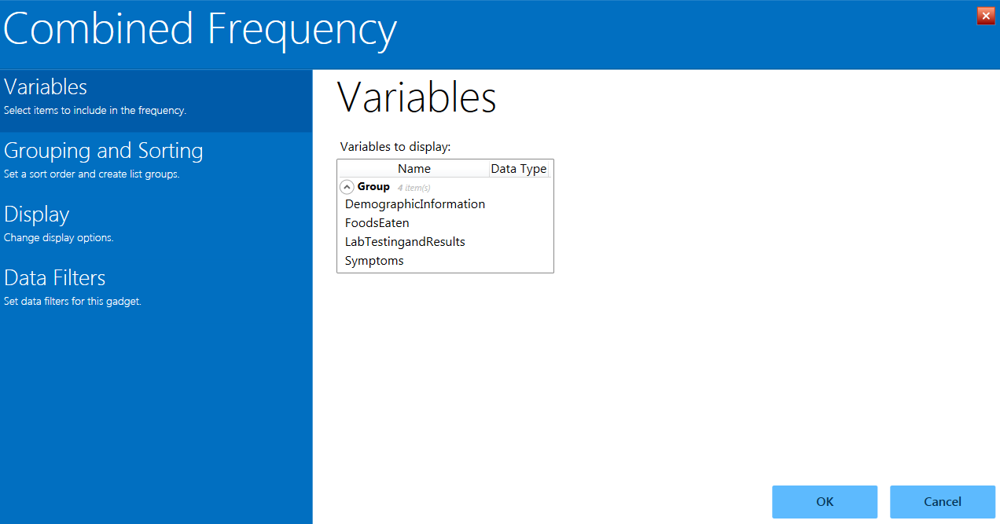 Combined Frequency
Variables
Select items to include in the frequency.
Grouping and Sorting
Set a sort order and create list groups.
Display
Change display options.
Data Filters
Set data filters for this gadget.
Variables
Variables to display:
Name Data Type
Group 4 item(s)
DemographicInformation
FoodsEaten
LabTestingandResults
Symptoms
OK Cancel